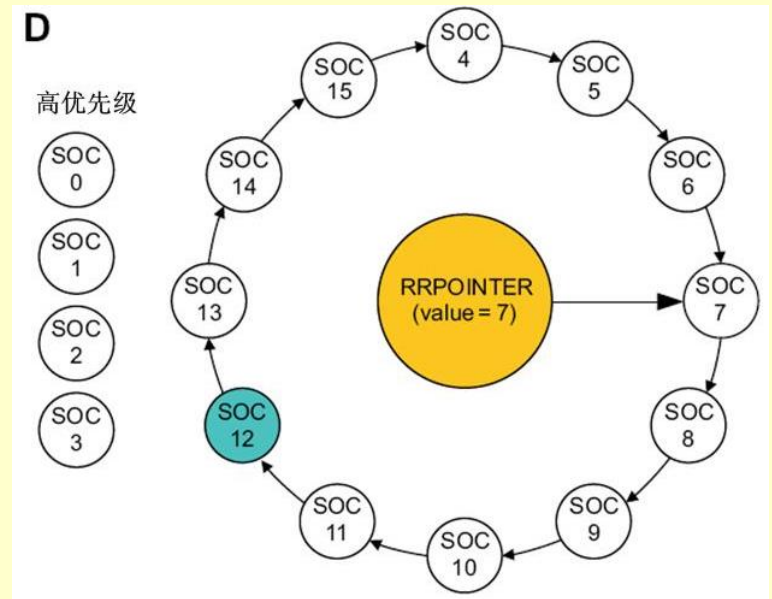 D
高优先级
SOC
0
SOC
1
SOC
2
SOC
3
SOC
4
SOC
5
SOC
6
SOC
7
SOC
8
SOC
9
SOC
10
SOC
11
SOC
12
SOC
13
SOC
14
SOC
15
RRPOINTER
(value = 7)